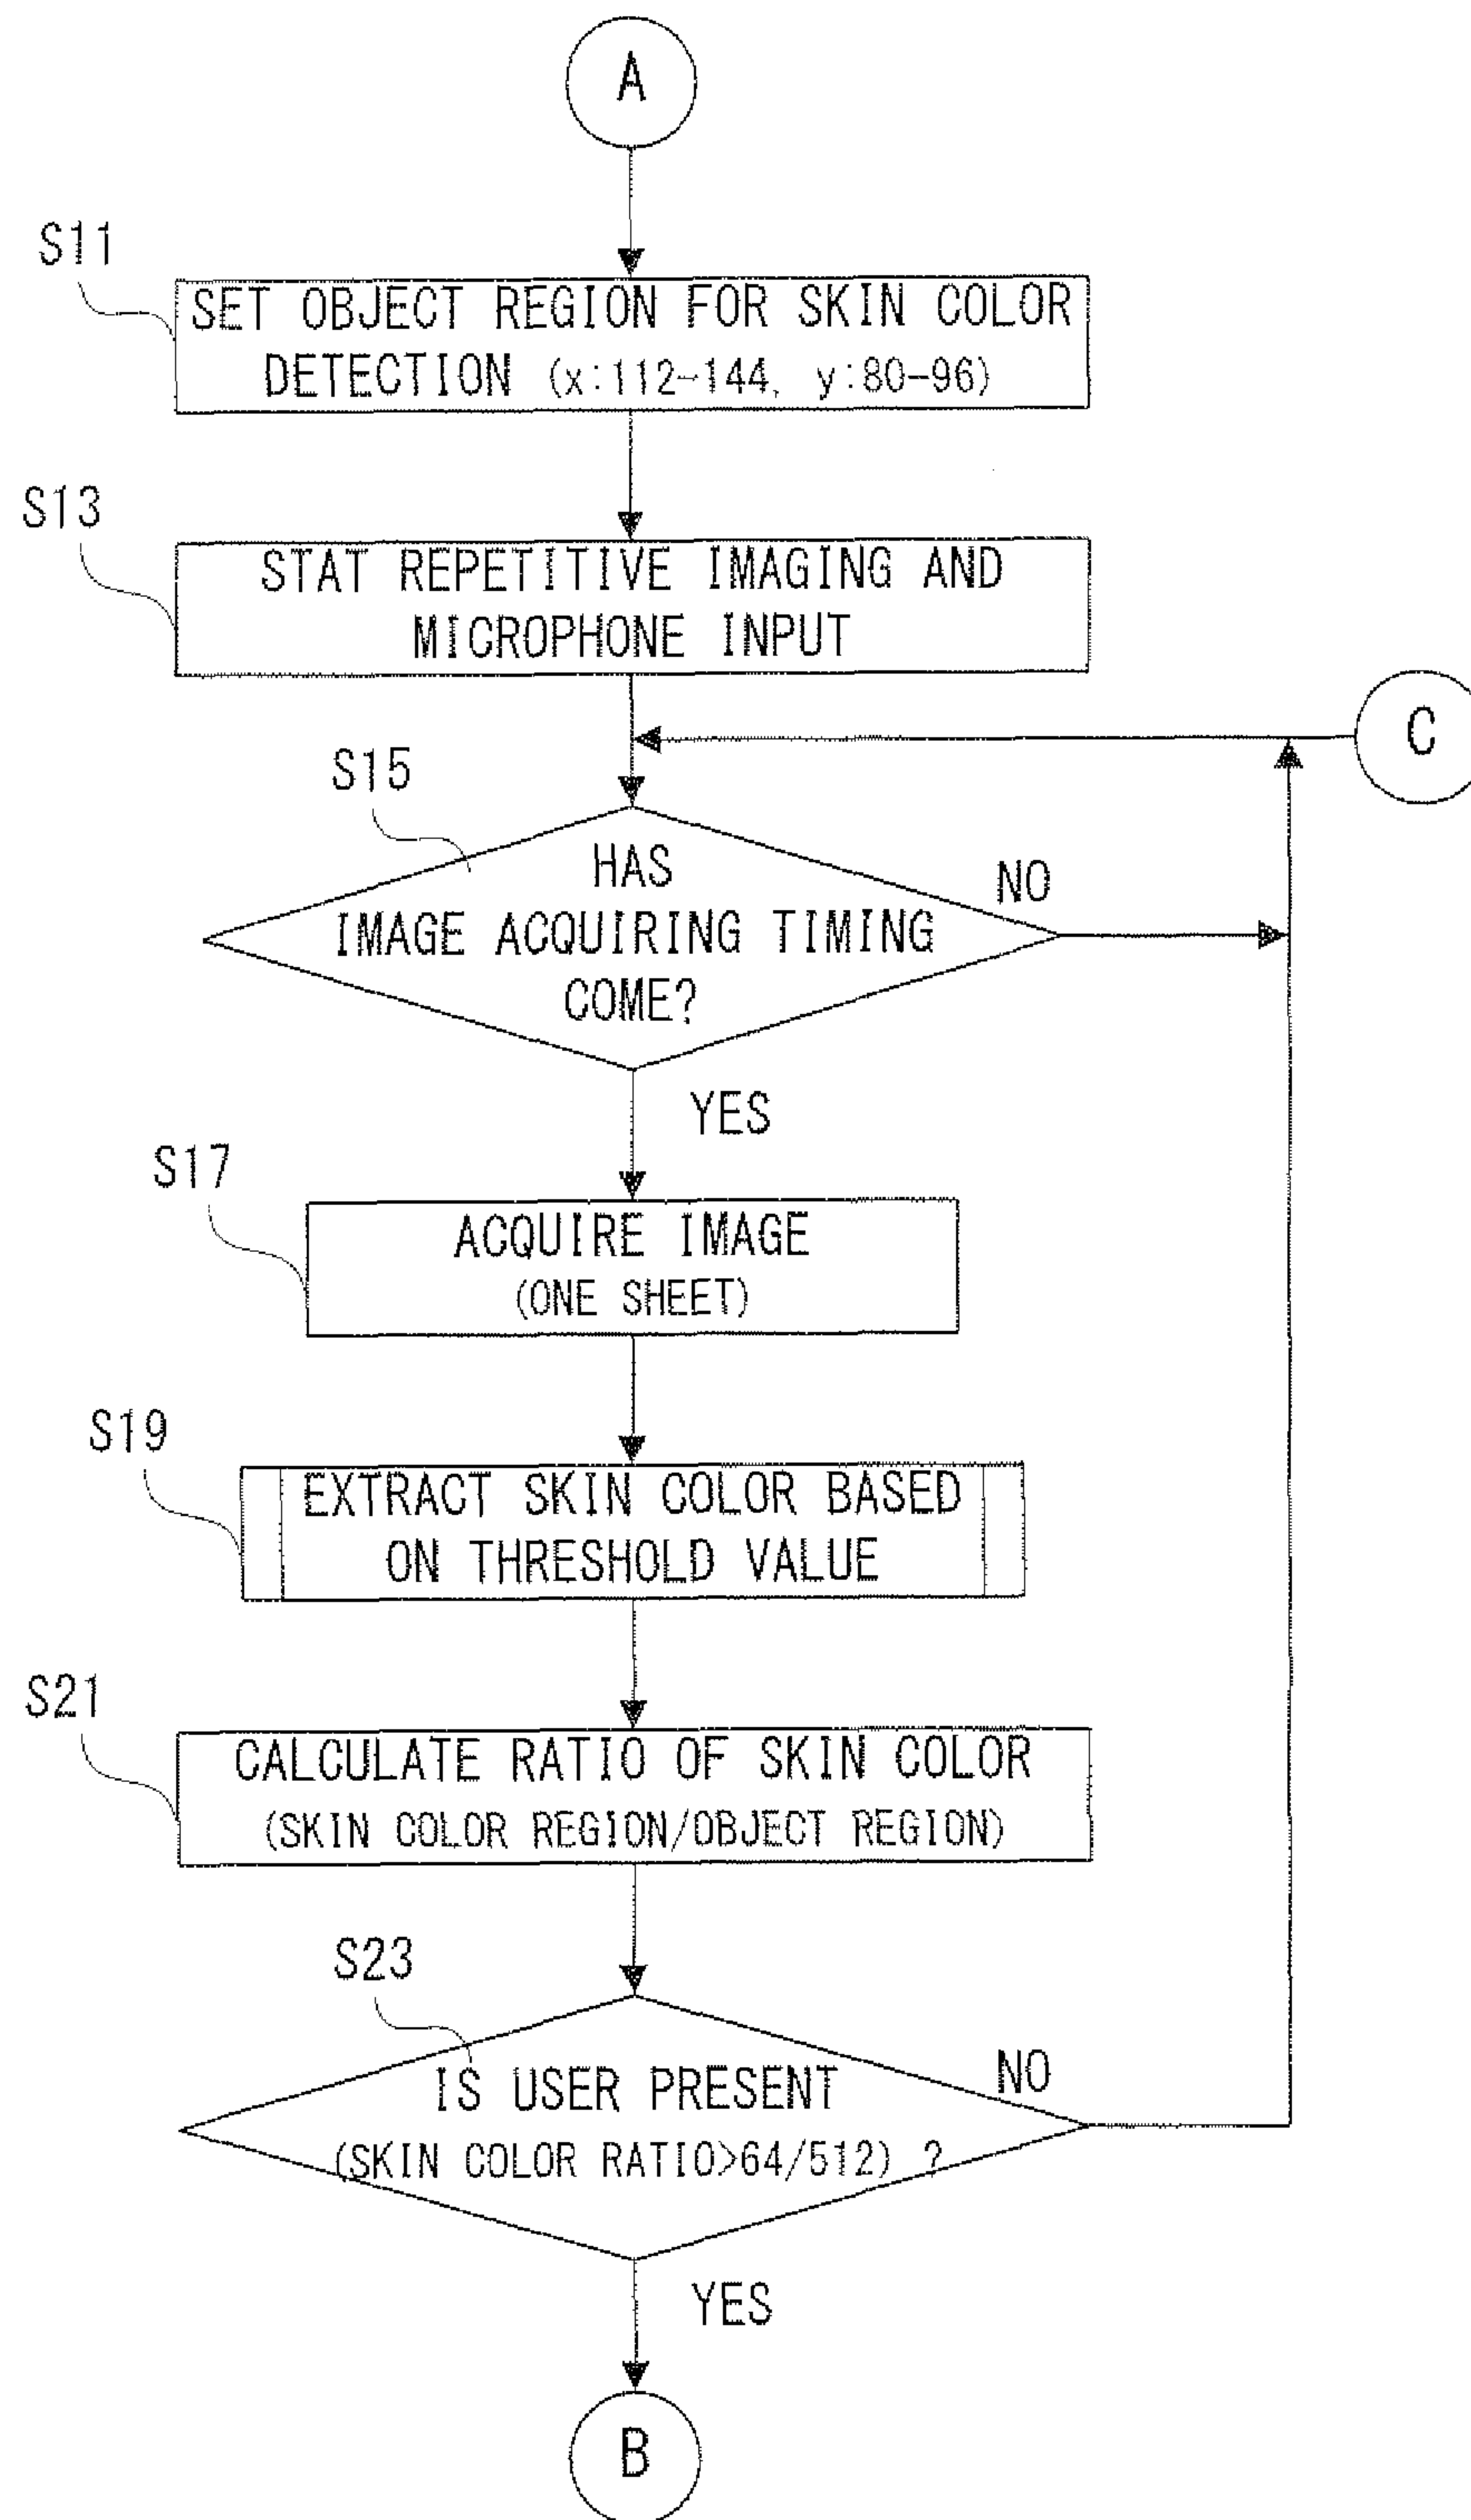 A
S11
SET OBJECT REGION FOR SKIN COLOR
DETECTION (x:112-144, y:80-96)
S13
STAT REPETITIVE IMAGING AND
MICROPHONE INPUT
C
S15
HAS
IMAGE ACQUIRING TIMING
COME?
NO
YES
S17
ACQUIRE IMAGE
(ONE SHEET)
S19
EXTRACT SKIN COLOR BASED
ON THRESHOLD VALUE
S21
CALCULATE RATIO OF SKIN COLOR
(SKIN COLOR REGION/OBJECT REGION)
S23
IS USER PRESENT
(SKIN COLOR RATIO>64/512) ?
NO
YES
B